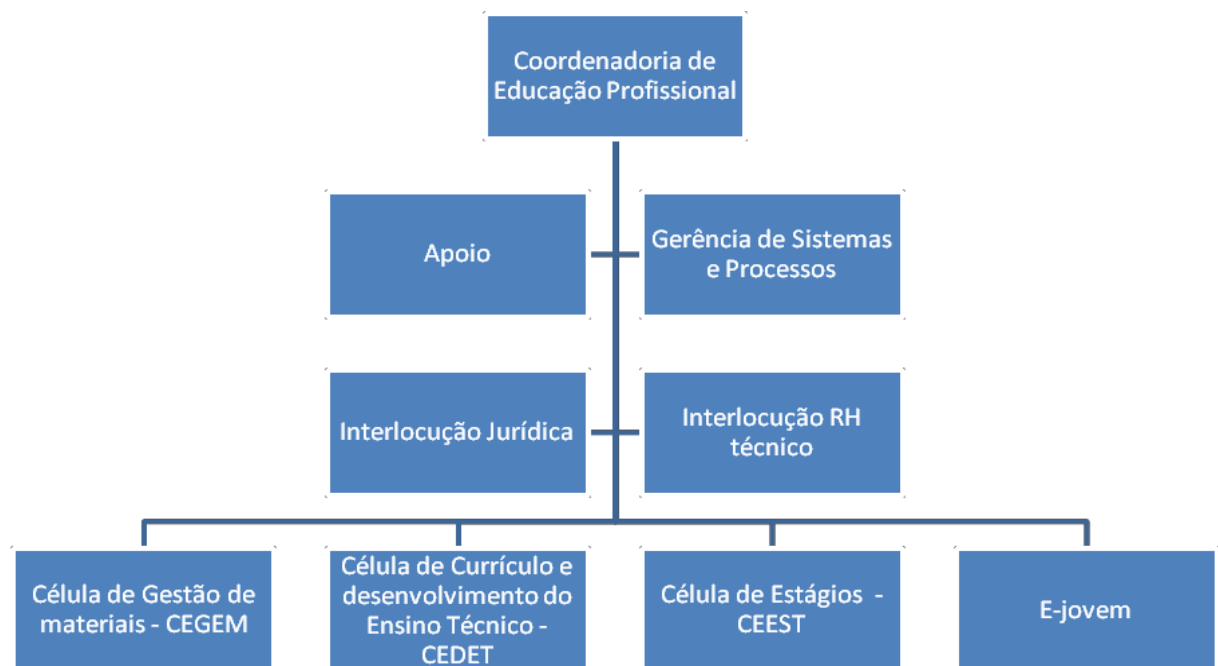 Coordenadoria de
Educação Profissional
Apoio
Gerência de Sistemas
e Processos
Interlocução Jurídica
Interlocução RH
técnico
Célula de Gestão de
materiais - CEGEM
Célula de Currículo e
desenvolvimento do
Ensino Técnico -
CEDET
Célula de Estágios -
CEEST
E-jovem